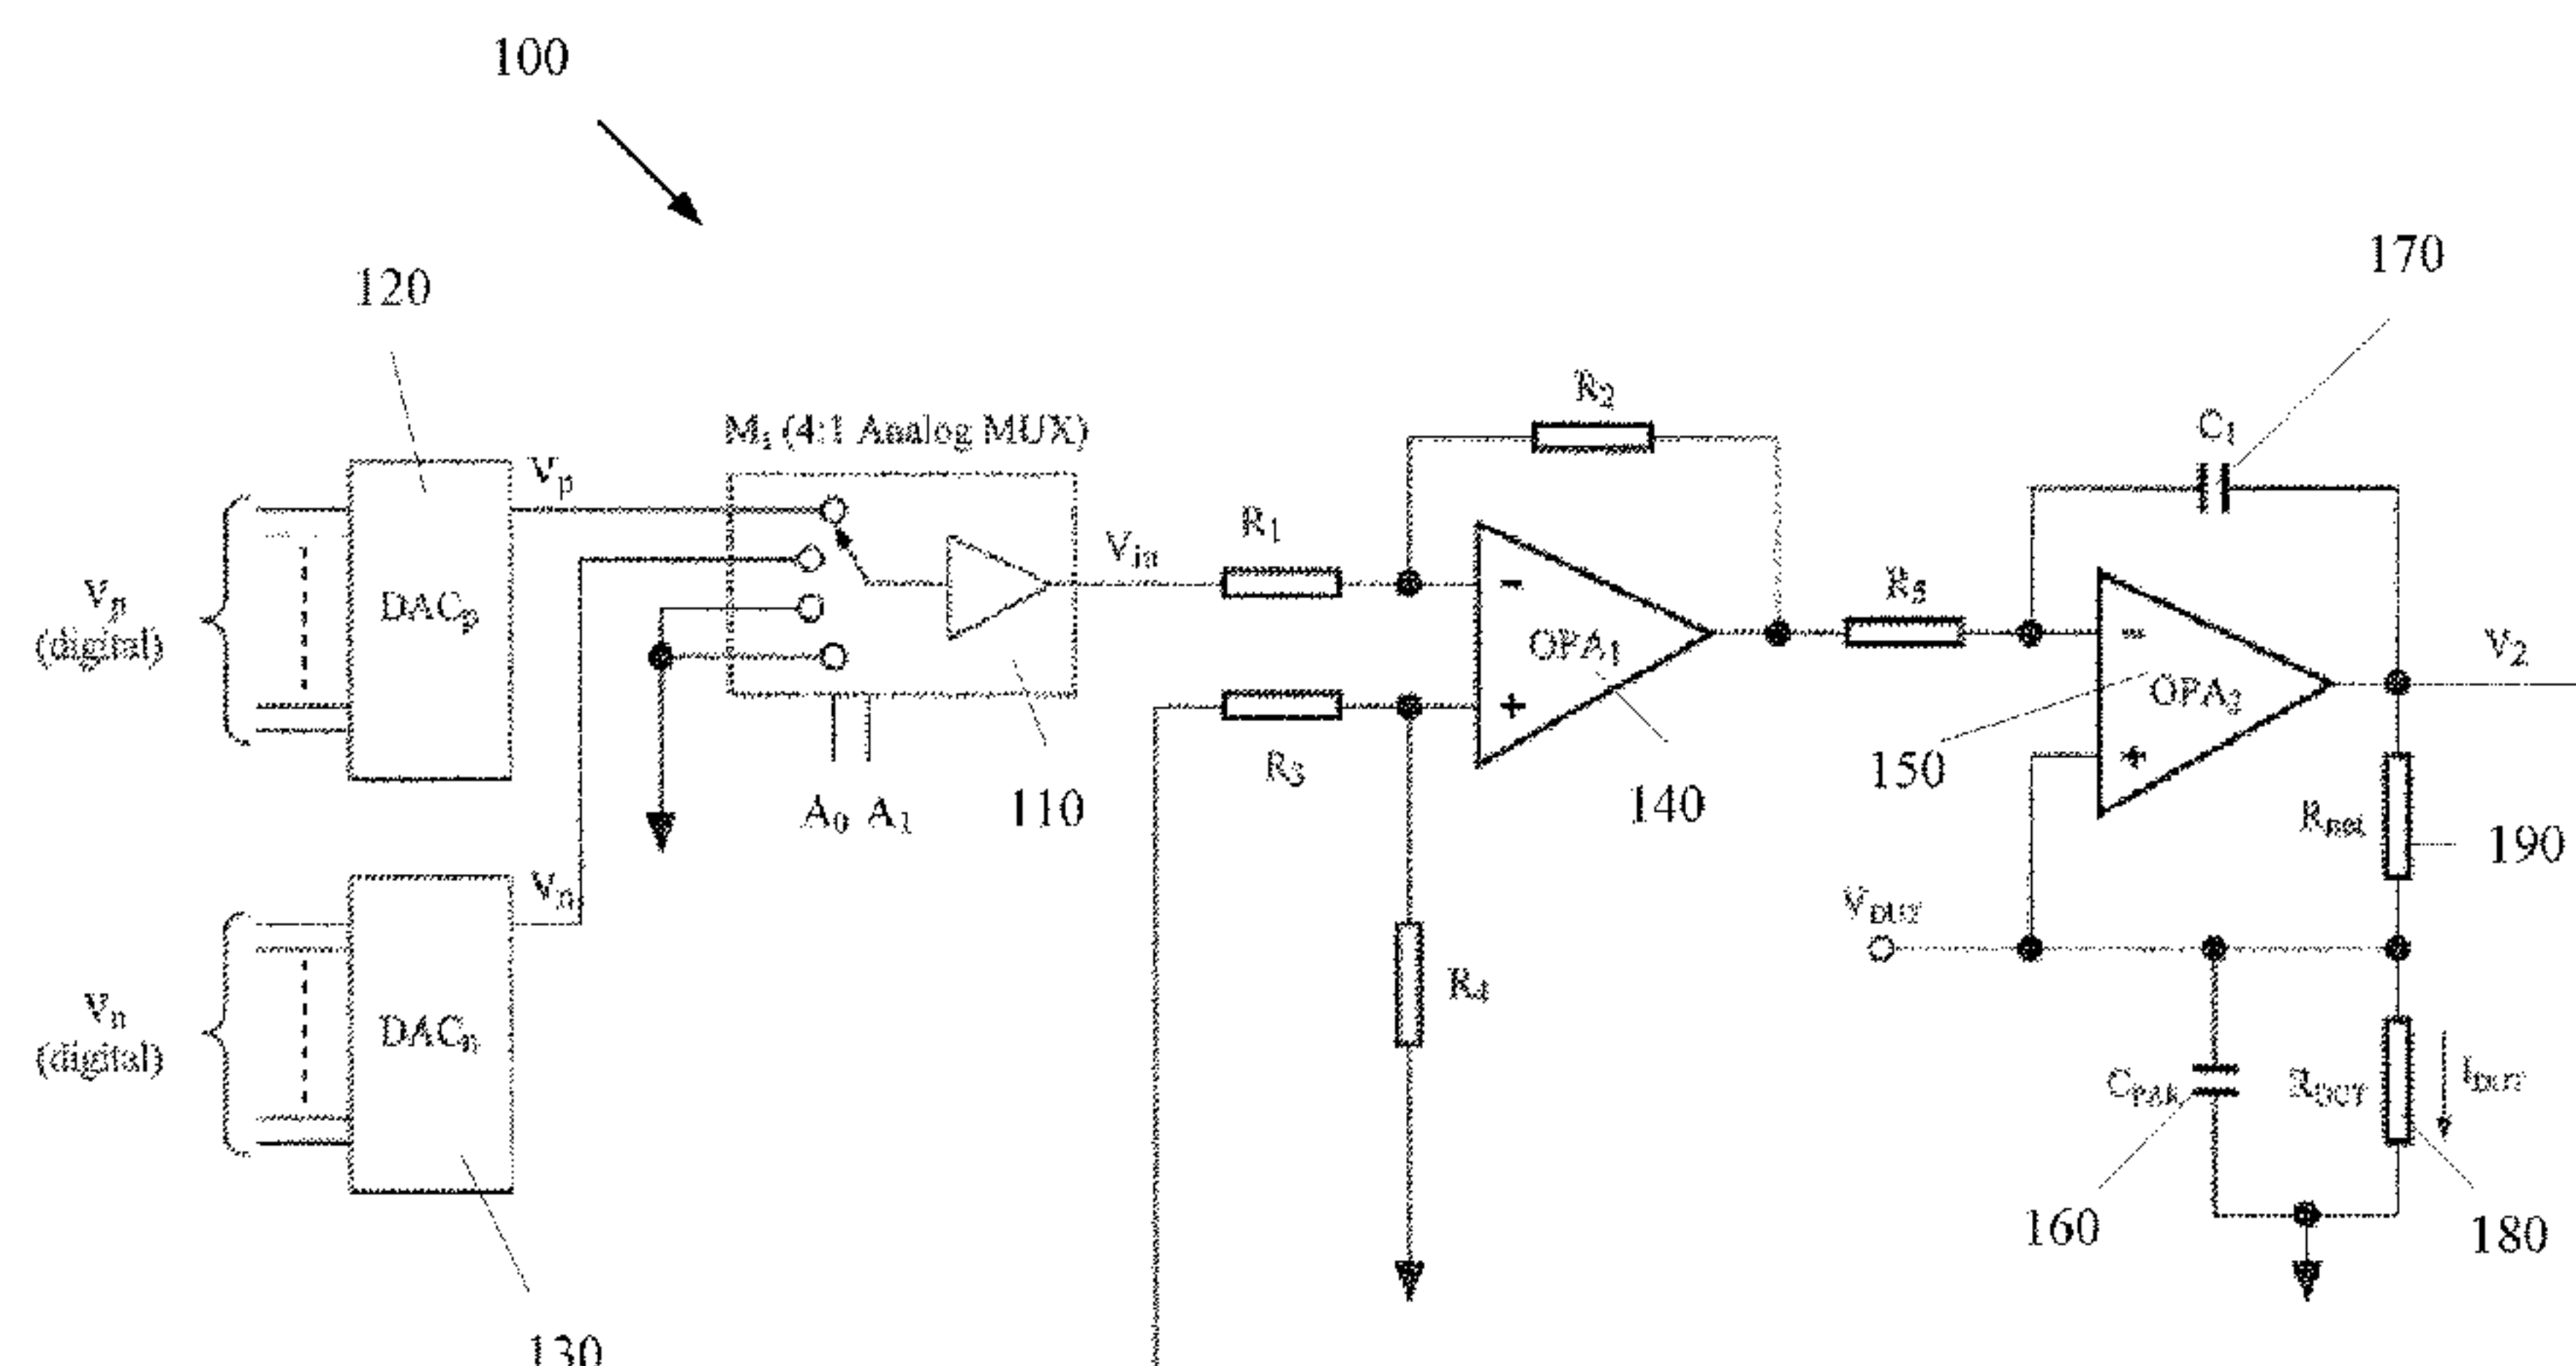 100
170
120
R2
C1
M1 (4:1 Analog MUX)
Vp
R1
Vin
Vp
(digital)
DACp
R5
OPA1
V2
OPA2
R3
150
A0 A1
110
140
Rset
190
Vn
VDUT
R4
Vn
(digital)
DACn
CPAR
RDUT
IDUT
160
180
130